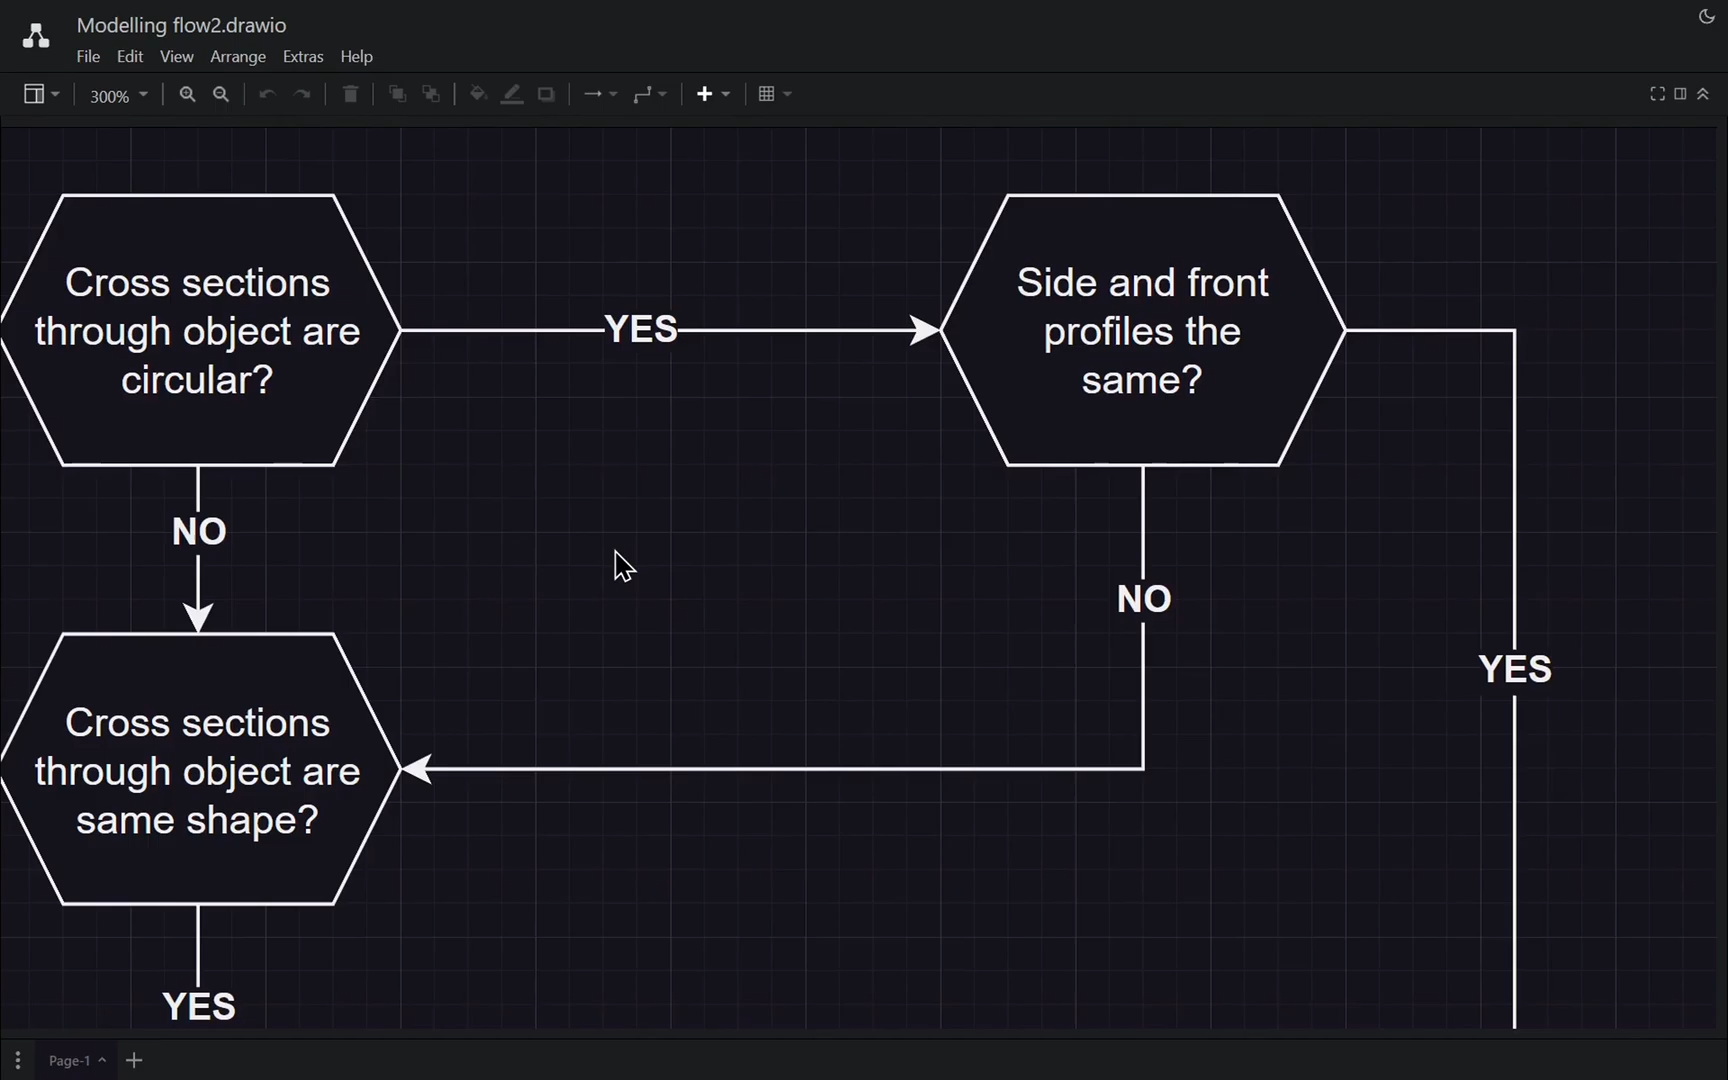 Modelling flow2.drawio
File Edit View Arrange Extras Help
300%
Cross sections
through object are
circular?
YES
Side and front
profiles the
same?
NO
NO
YES
Cross sections
through object are
same shape?
YES
Page-1